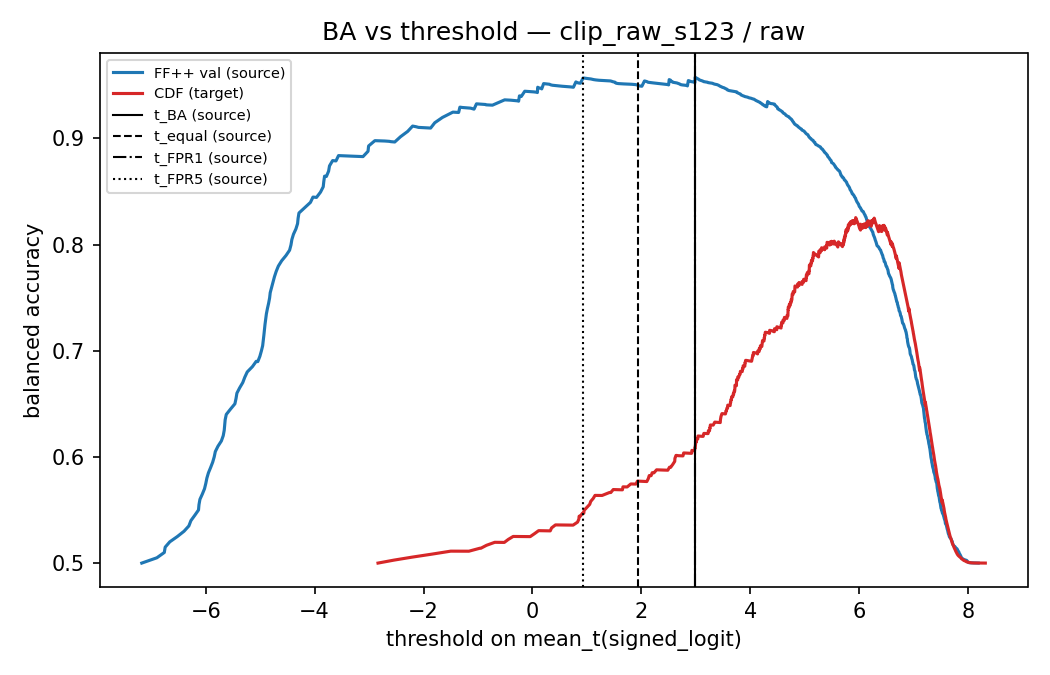 BA vs threshold — clip_raw_s123 / raw
FF++ val (source)
CDF (target)
t_BA (source)
t_equal (source)
t_FPR1 (source)
t_FPR5 (source)
balanced accuracy
0.9
0.8
0.7
0.6
0.5
−6 −4 −2 0 2 4 6 8
threshold on mean_t(signed_logit)